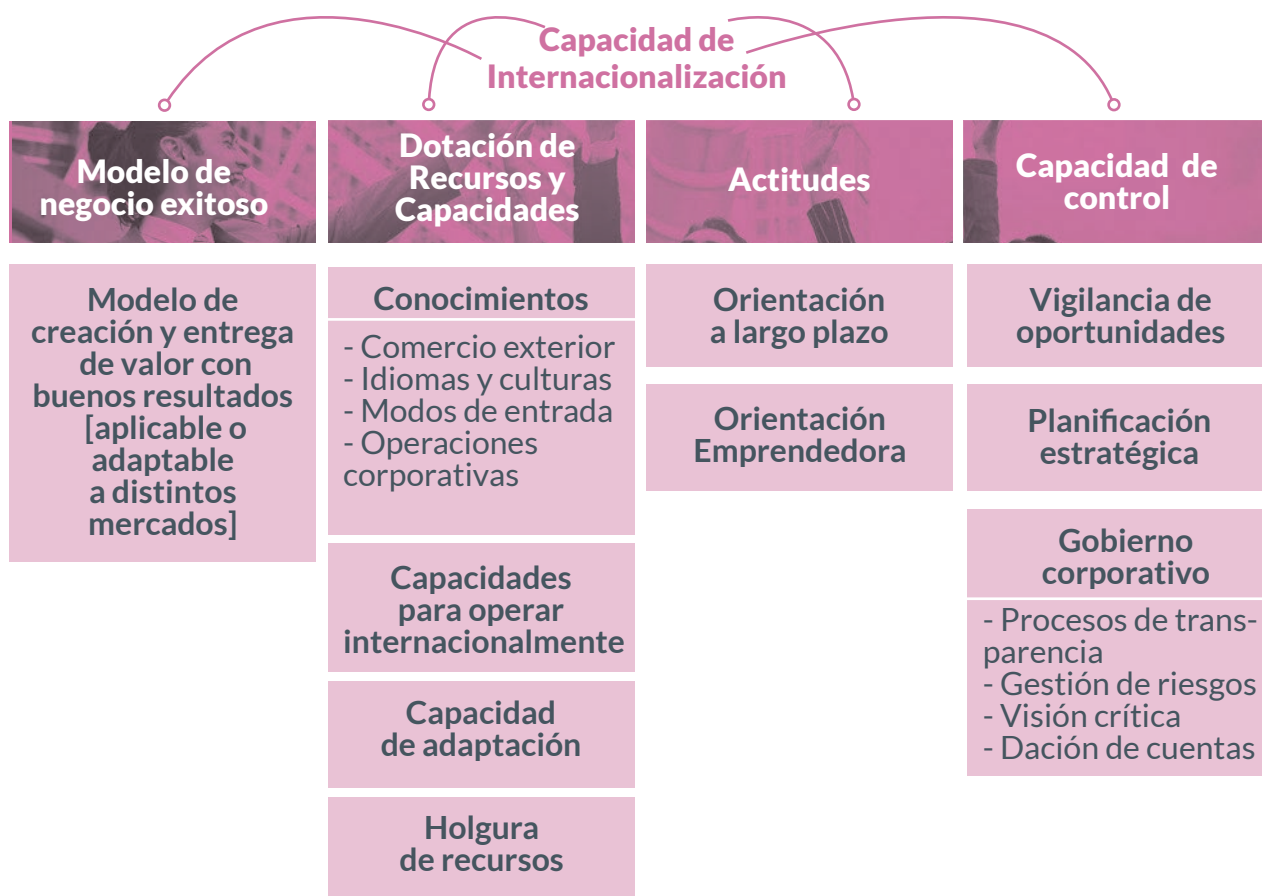 Capacidad de
Internacionalización
Modelo de
negocio exitoso
Modelo de
creación y entrega
de valor con
buenos resultados
[aplicable o
adaptable
a distintos
mercados]
Dotación de
Recursos y
Capacidades
Conocimientos
- Comercio exterior
- Idiomas y culturas
- Modos de entrada
- Operaciones
corporativas
Capacidades
para operar
internacionalmente
Capacidad
de adaptación
Holgura
de recursos
Actitudes
Orientación
a largo plazo
Orientación
Emprendedora
Capacidad de
control
Vigilancia de
oportunidades
Planificación
estratégica
Gobierno
corporativo
- Procesos de trans-
parencia
- Gestión de riesgos
- Visión crítica
- Dación de cuentas